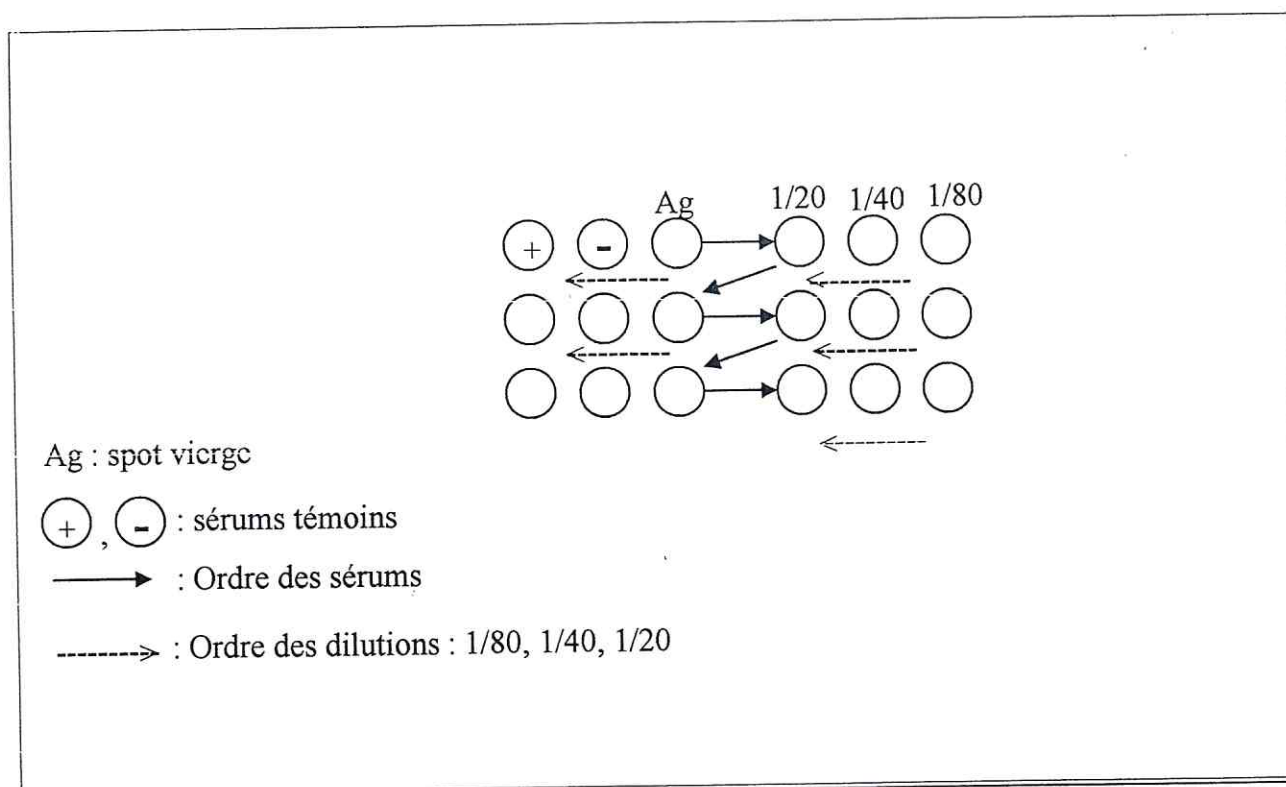 Ag 1/20 1/40 1/80
+ -
Ag : spot vierge
+ , - : sérums témoins
: Ordre des sérums
: Ordre des dilutions : 1/80, 1/40, 1/20